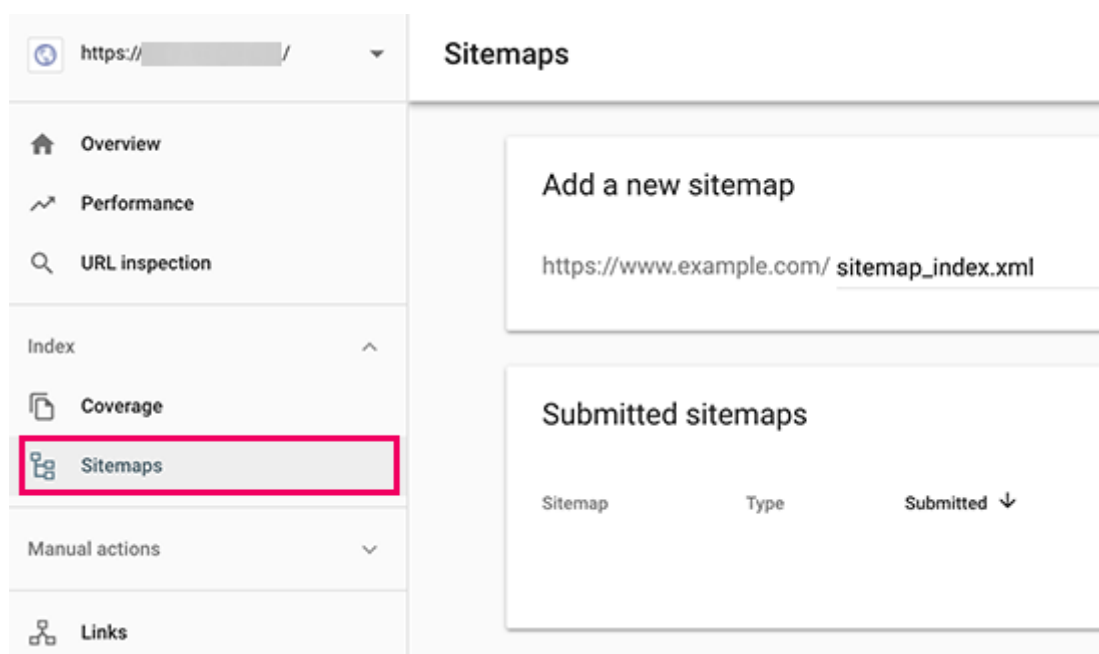 https:// /
Overview
Performance
URL inspection
Index
Coverage
Sitemaps
Manual actions
Links
Sitemaps
Add a new sitemap
https://www.example.com/ sitemap_index.xml
Submitted sitemaps
Sitemap Type Submitted